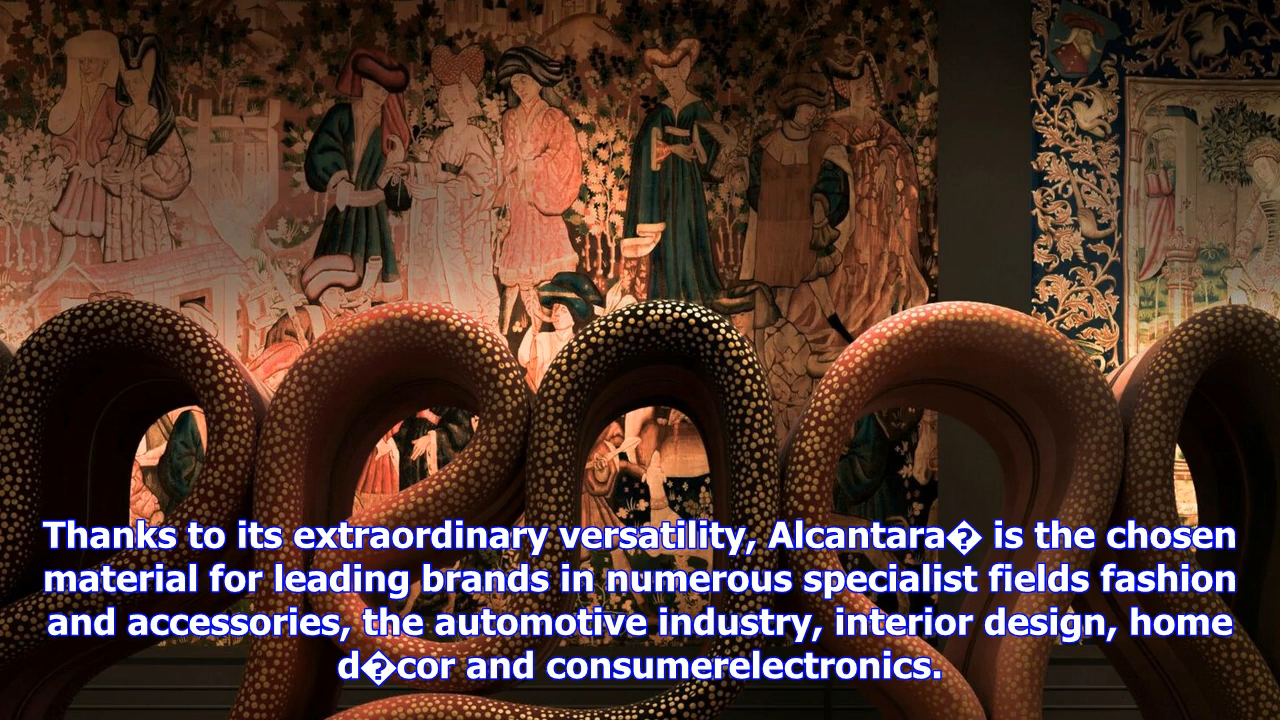 Thanks to its extraordinary versatility, Alcantara� is the chosen
material for leading brands in numerous specialist fields fashion
and accessories, the automotive industry, interior design, home
d�cor and consumerelectronics.